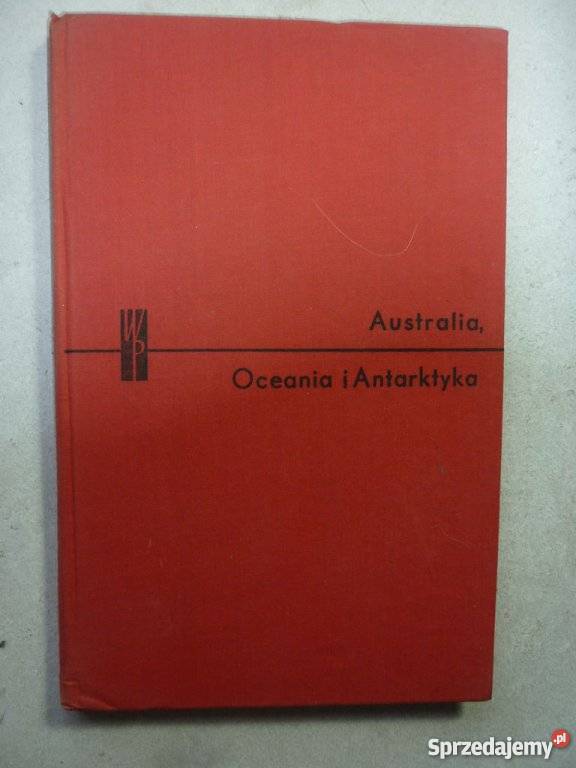 WP
Australia,
Oceania i Antarktyka
Sprzedajemy.pl